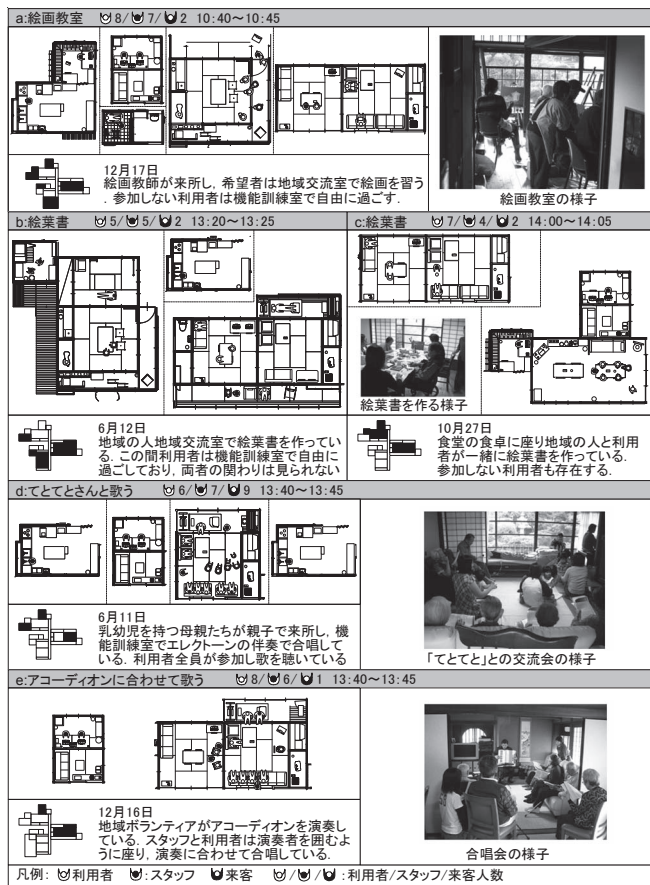 a:絵画教室 8/ 7/ 2 10:40～10:45
12月17日
絵画教師が来所し，希望者は地域交流室で絵画を習う
．参加しない利用者は機能訓練室で自由に過ごす．
絵画教室の様子
b:絵葉書 5/ 5/ 2 13:20～13:25
6月12日
地域の人地域交流室で絵葉書を作ってい
る．この間利用者は機能訓練室で自由に
過ごしており，両者の関わりは見られない
c:絵葉書 7/ 4/ 2 14:00～14:05
絵葉書を作る様子
10月27日
食堂の食卓に座り地域の人と利用
者が一緒に絵葉書を作っている．
参加しない利用者も存在する．
d:てとてとさんと歌う 6/ 7/ 9 13:40～13:45
6月11日
乳幼児を持つ母親たちが親子で来所し，機
能訓練室でエレクトーンの伴奏で合唱して
いる．利用者全員が参加し歌を聴いている
「てとてと」との交流会の様子
e:アコーディオンに合わせて歌う 8/ 6/ 1 13:40～13:45
12月16日
地域ボランティアがアコーディオンを演奏し
ている．スタッフと利用者は演奏者を囲むよ
うに座り，演奏に合わせて合唱している．
合唱会の様子
凡例: 利用者 :スタッフ 来客 / / :利用者/スタッフ/来客人数